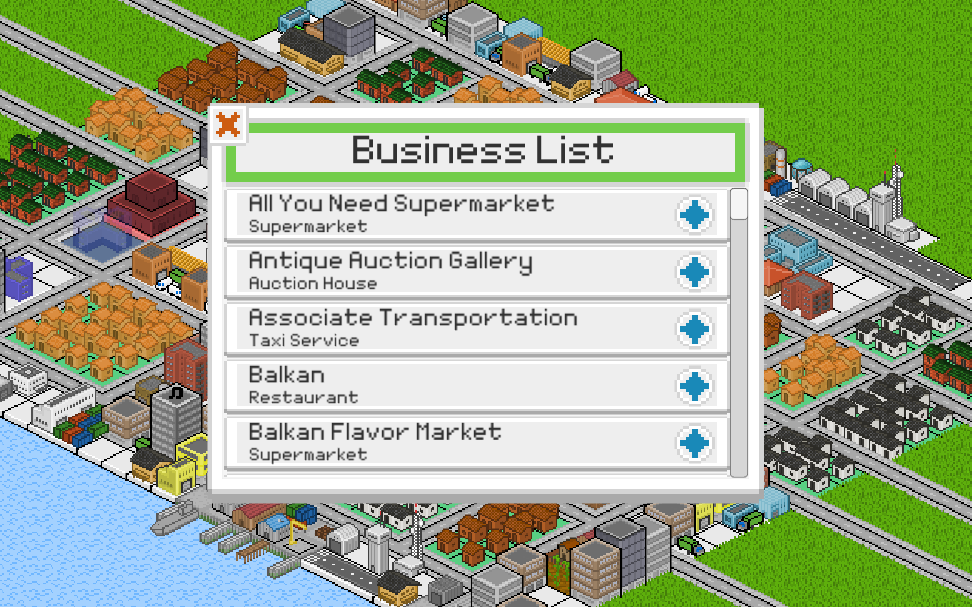 Business List
All You Need Supermarket
Supermarket
Antique Auction Gallery
Auction House
Associate Transportation
Taxi Service
Balkan
Restaurant
Balkan Flavor Market
Supermarket